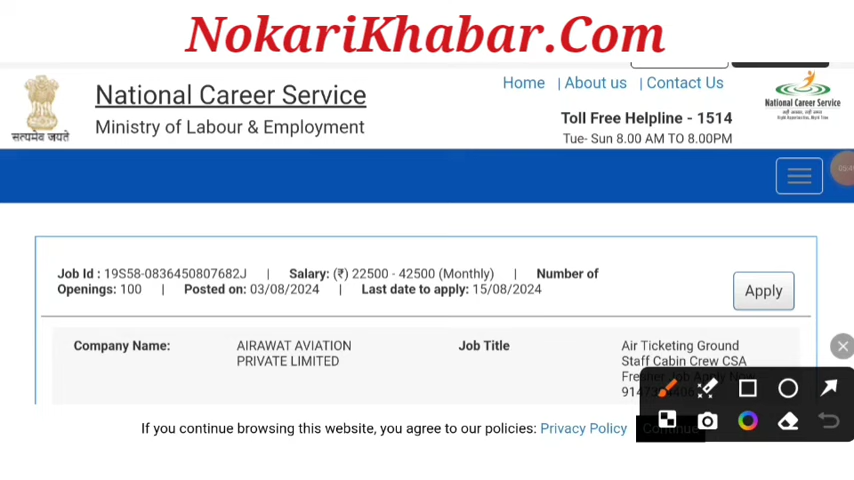 NokariKhabar.Com
National Career Service
Ministry of Labour & Employment
सत्यमेव जयते
Home | About us | Contact Us
Toll Free Helpline - 1514
Tue- Sun 8.00 AM TO 8.00PM
National Career Service
Job Id : 19S58-0836450807682J | Salary: (₹) 22500 - 42500 (Monthly) | Number of
Openings: 100 | Posted on: 03/08/2024 | Last date to apply: 15/08/2024
Apply
Company Name: AIRAWAT AVIATION
PRIVATE LIMITED
Job Title Air Ticketing Ground
Staff Cabin Crew CSA
Fresher Job Apply Now
If you continue browsing this website, you agree to our policies: Privacy Policy Continue